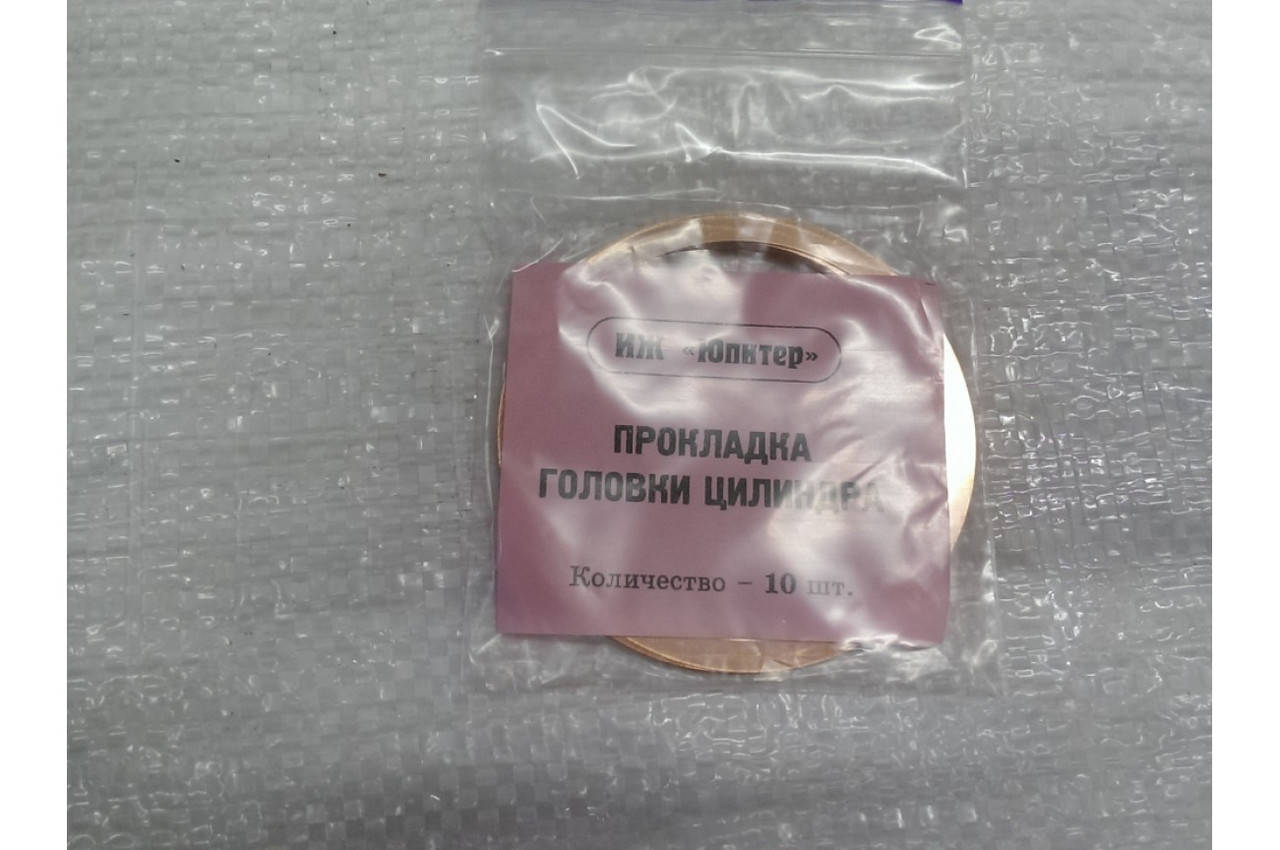 ИЖ «Юпитер»
ПРОКЛАДКА
ГОЛОВКИ ЦИЛИНДРА
Количество – 10 шт.